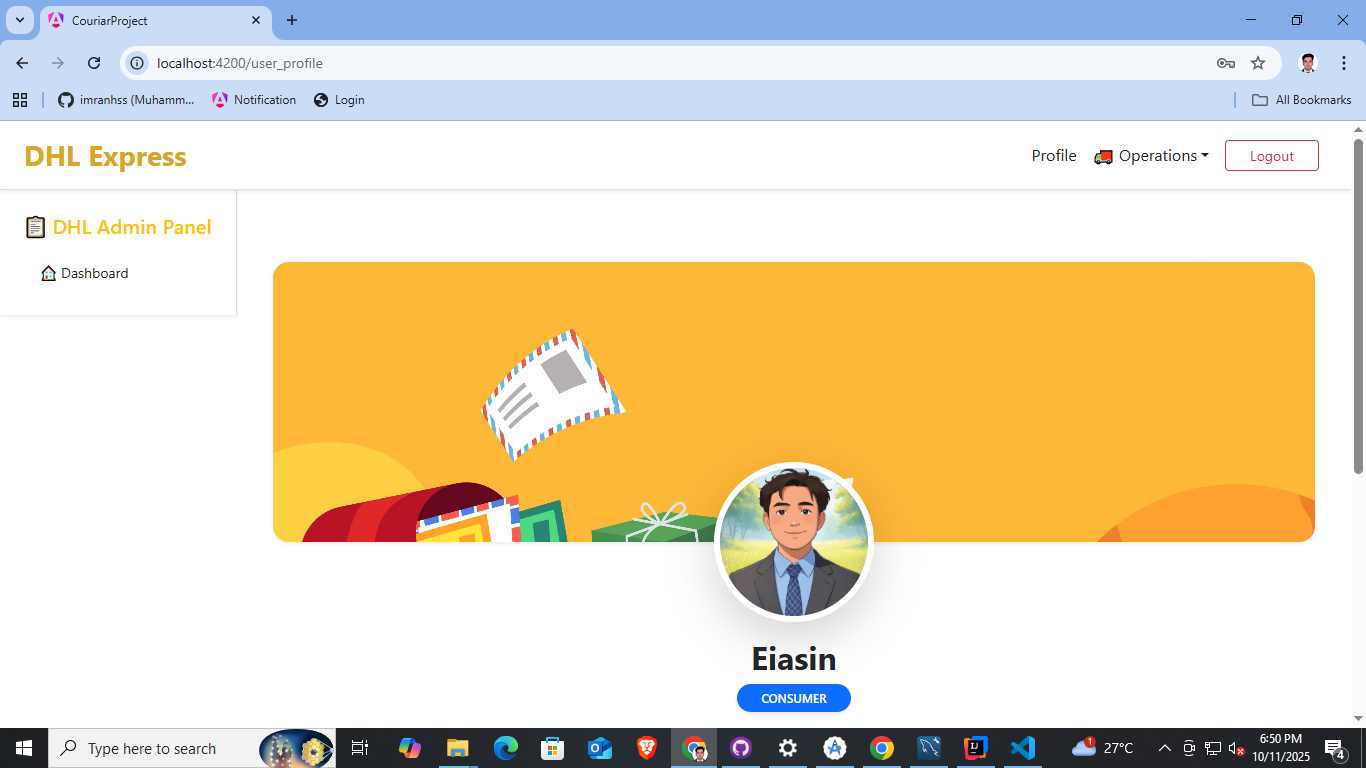 CouriarProject
localhost:4200/user_profile
imranhss (Muhamm...
Notification
Login
All Bookmarks
DHL Express
Profile
Operations
Logout
DHL Admin Panel
Dashboard
Eiasin
CONSUMER
Type here to search
1
27°C
6:50 PM
10/11/2025
4